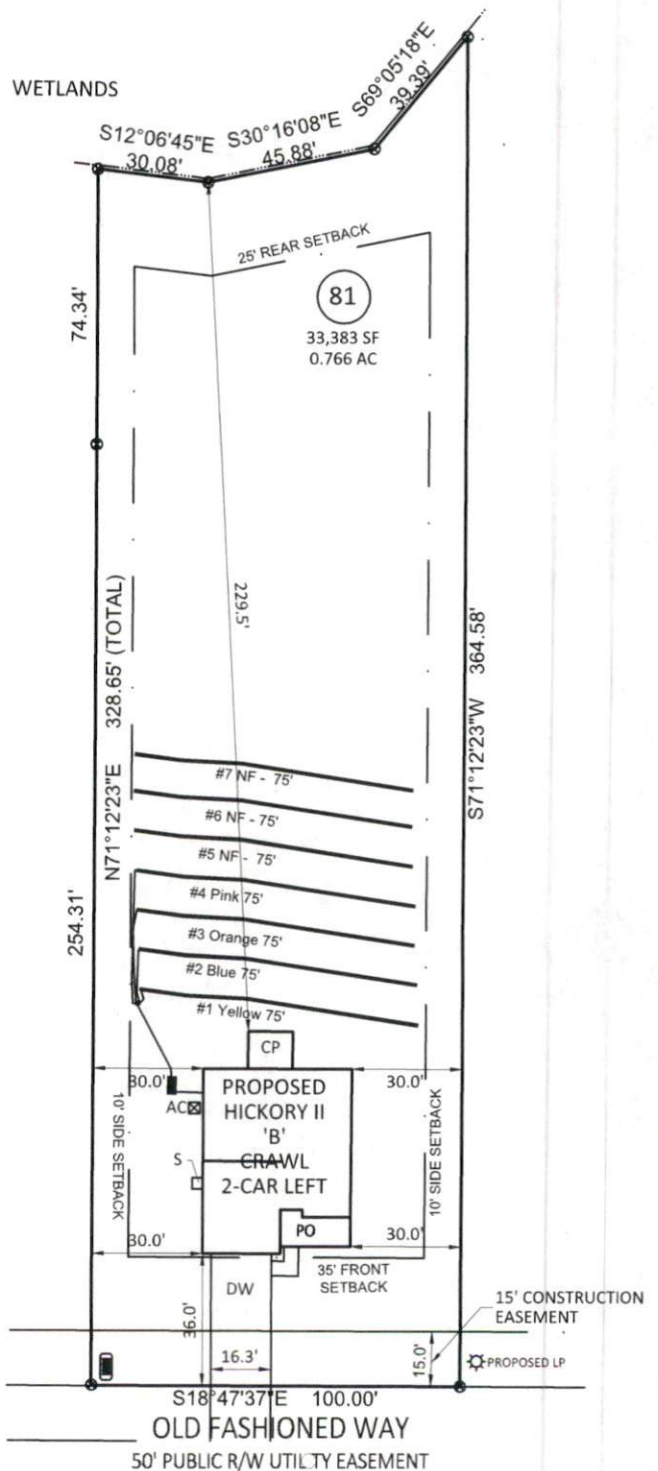 WETLANDS
S12°06'45"E
30.08'
S30°16'08"E
45.88'
S69°05'18"E
39.39'
25' REAR SETBACK
81
33,383 SF
0.766 AC
74.34'
229.5'
N71°12'23"E 328.65' (TOTAL)
S71°12'23"W 364.58'
254.31'
#7 NF - 75'
#6 NF - 75'
#5 NF - 75'
#4 Pink 75'
#3 Orange 75'
#2 Blue 75'
#1 Yellow 75'
CP
30.0'
30.0'
PROPOSED
HICKORY II
'B'
CRAWL
2-CAR LEFT
AC
S
10' SIDE SETBACK
10' SIDE SETBACK
PO
30.0'
30.0'
DW
35' FRONT
SETBACK
36.0'
16.3'
15.0'
15' CONSTRUCTION
EASEMENT
PROPOSED LP
S18°47'37"E 100.00'
OLD FASHIONED WAY
50' PUBLIC R/W UTILITY EASEMENT